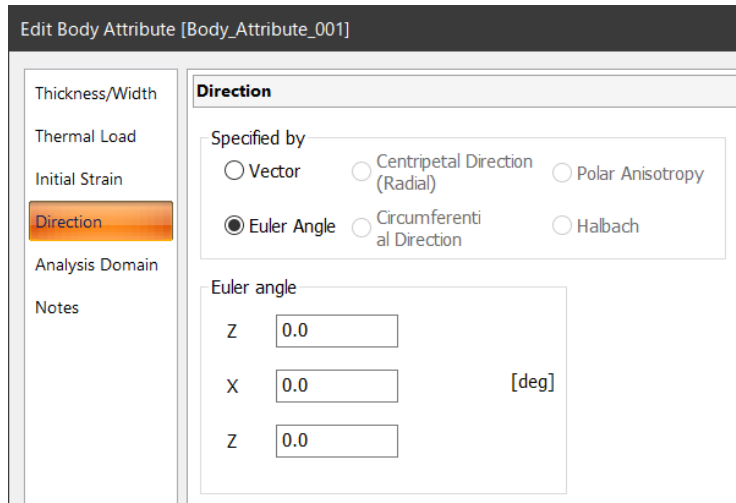 Edit Body Attribute [Body_Attribute_001]
Thickness/Width
Thermal Load
Initial Strain
Direction
Analysis Domain
Notes
Direction
Specified by
Vector
Centripetal Direction
(Radial)
Polar Anisotropy
Euler Angle
Circumferenti
al Direction
Halbach
Euler angle
Z 0.0
X 0.0 [deg]
Z 0.0